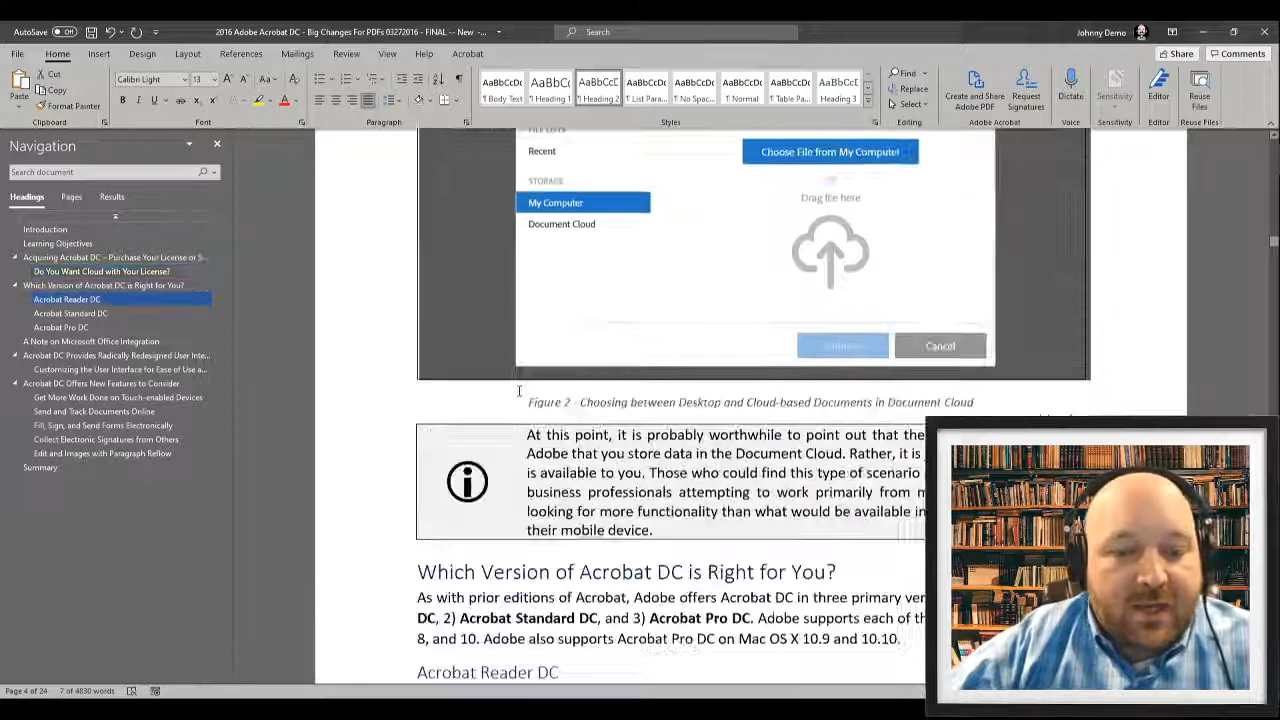 AutoSave Off
2016 Adobe Acrobat DC - Big Changes For PDFs 03272016 - FINAL -- New -...
Search
Johnny Demo
File Home Insert Design Layout References Mailings Review View Help Acrobat
Share Comments
Paste
Cut
Copy
Format Painter
Clipboard
Calibri Light 13
Font
Paragraph
AaBbCcDc AaBbCc AaBbCcD AaBbCcDc AaBbCcDc AaBbCcDc AaBbCcDc AaBbCcD
¶ Body Text ¶ Heading 1 ¶ Heading 2 ¶ List Para... ¶ No Spac... ¶ Normal ¶ Table Pa... Heading 3
Styles
Find
Replace
Select
Editing
Create and Share Adobe PDF
Request Signatures
Adobe Acrobat
Dictate
Voice
Sensitivity
Sensitivity
Editor
Editor
Reuse Files
Reuse Files
Navigation
Search document
Headings Pages Results
Introduction
Learning Objectives
Acquiring Acrobat DC – Purchase Your License or S...
Do You Want Cloud with Your License?
Which Version of Acrobat DC is Right for You?
Acrobat Reader DC
Acrobat Standard DC
Acrobat Pro DC
A Note on Microsoft Office Integration
Acrobat DC Provides Radically Redesigned User Inte...
Customizing the User Interface for Ease of Use a...
Acrobat DC Offers New Features to Consider
Get More Work Done on Touch-enabled Devices
Send and Track Documents Online
Fill, Sign, and Send Forms Electronically
Collect Electronic Signatures from Others
Edit and Images with Paragraph Reflow
Summary
FILE LISTS
Recent
STORAGE
My Computer
Document Cloud
Choose File from My Computer
Drag file here
Cancel
Figure 2 - Choosing between Desktop and Cloud-based Documents in Document Cloud
At this point, it is probably worthwhile to point out that the
Adobe that you store data in the Document Cloud. Rather, it is
is available to you. Those who could find this type of scenario
business professionals attempting to work primarily from
looking for more functionality than what would be available in
their mobile device.
Which Version of Acrobat DC is Right for You?
As with prior editions of Acrobat, Adobe offers Acrobat DC in three primary
DC, 2) Acrobat Standard DC, and 3) Acrobat Pro DC. Adobe supports each of
8, and 10. Adobe also supports Acrobat Pro DC on Mac OS X 10.9 and 10.10.
Acrobat Reader DC
Page 4 of 24 7 of 4830 words